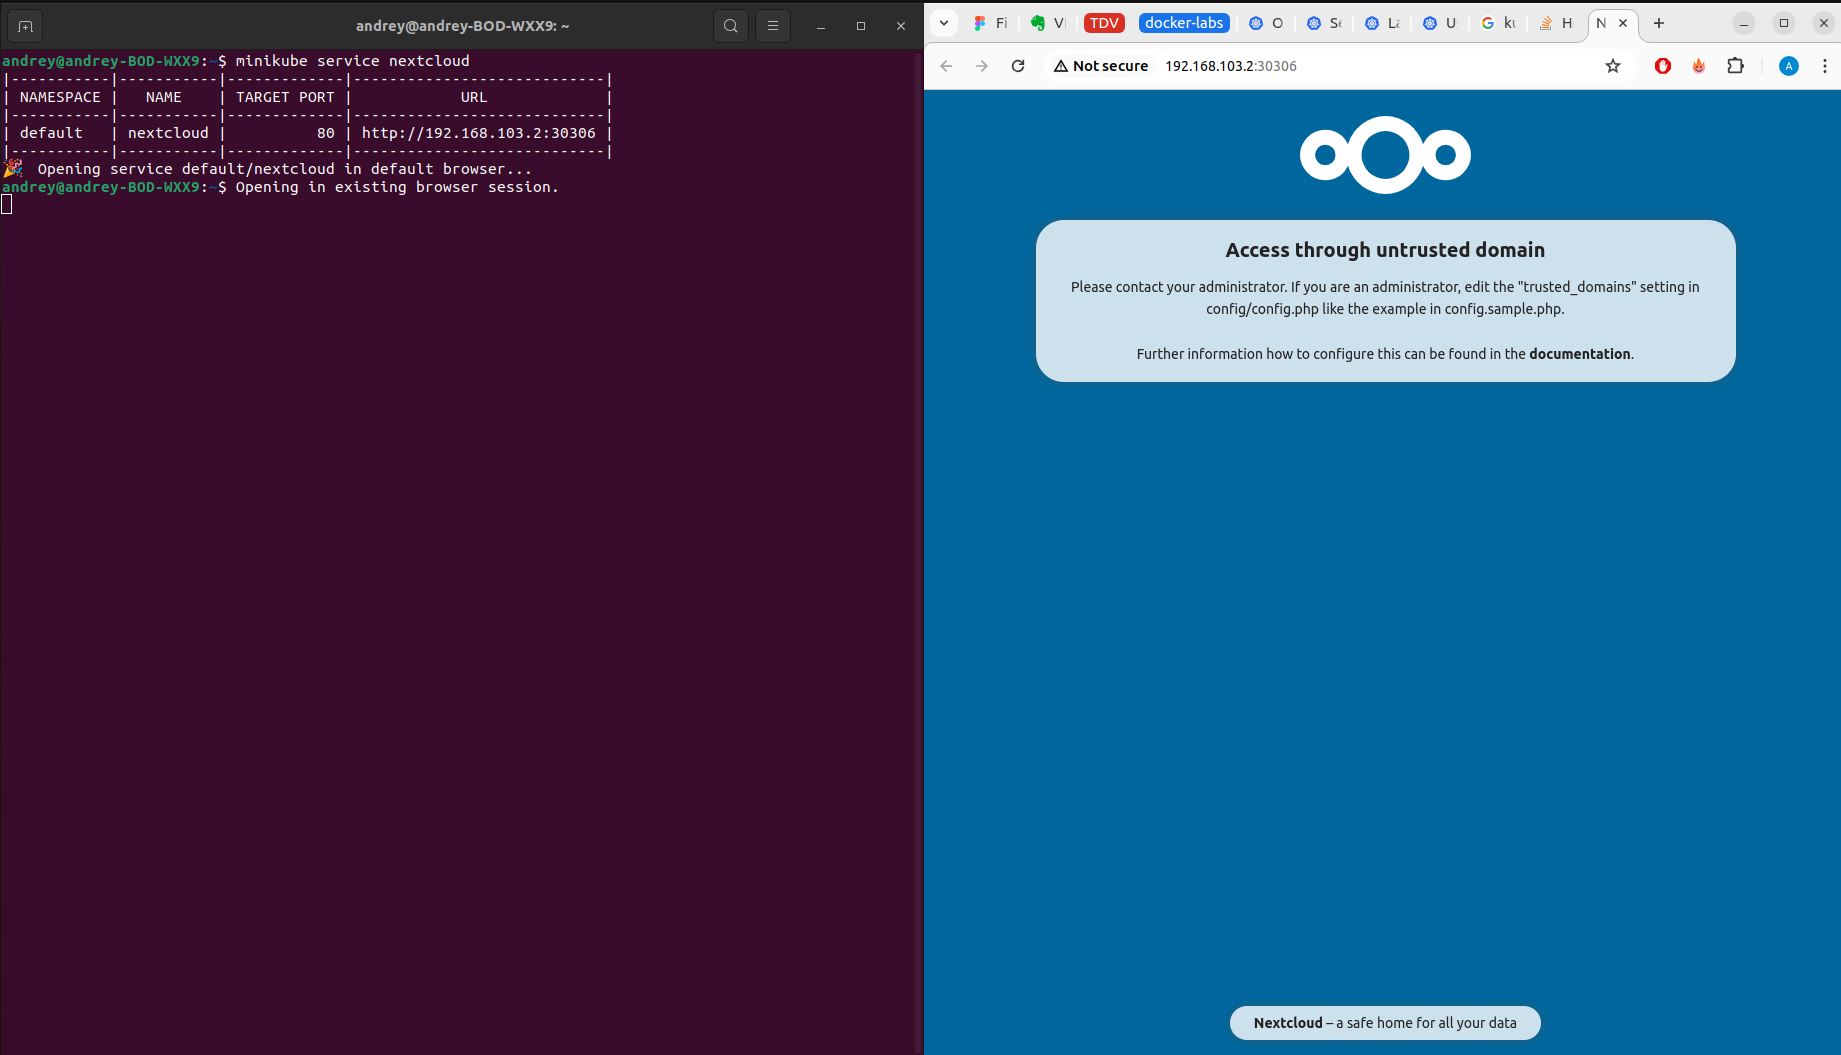 andrey@andrey-BOD-WXX9: ~
andrey@andrey-BOD-WXX9:~$ minikube service nextcloud
|-----------|-----------|-------------|----------------------------|
| NAMESPACE |   NAME    | TARGET PORT |            URL             |
|-----------|-----------|-------------|----------------------------|
| default   | nextcloud |          80 | http://192.168.103.2:30306 |
|-----------|-----------|-------------|----------------------------|
🎉  Opening service default/nextcloud in default browser...
andrey@andrey-BOD-WXX9:~$ Opening in existing browser session.
Fi TDV docker-labs O L U H N
Not secure 192.168.103.2:30306
A
Access through untrusted domain
Please contact your administrator. If you are an administrator, edit the "trusted_domains" setting in
config/config.php like the example in config.sample.php.
Further information how to configure this can be found in the documentation.
Nextcloud – a safe home for all your data